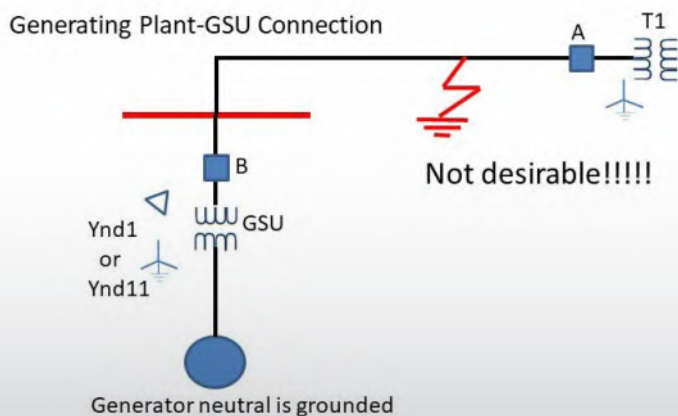 Generating Plant-GSU Connection
T1
A
Not desirable!!!!!
B
GSU
Ynd1
or
Ynd11
Generator neutral is grounded